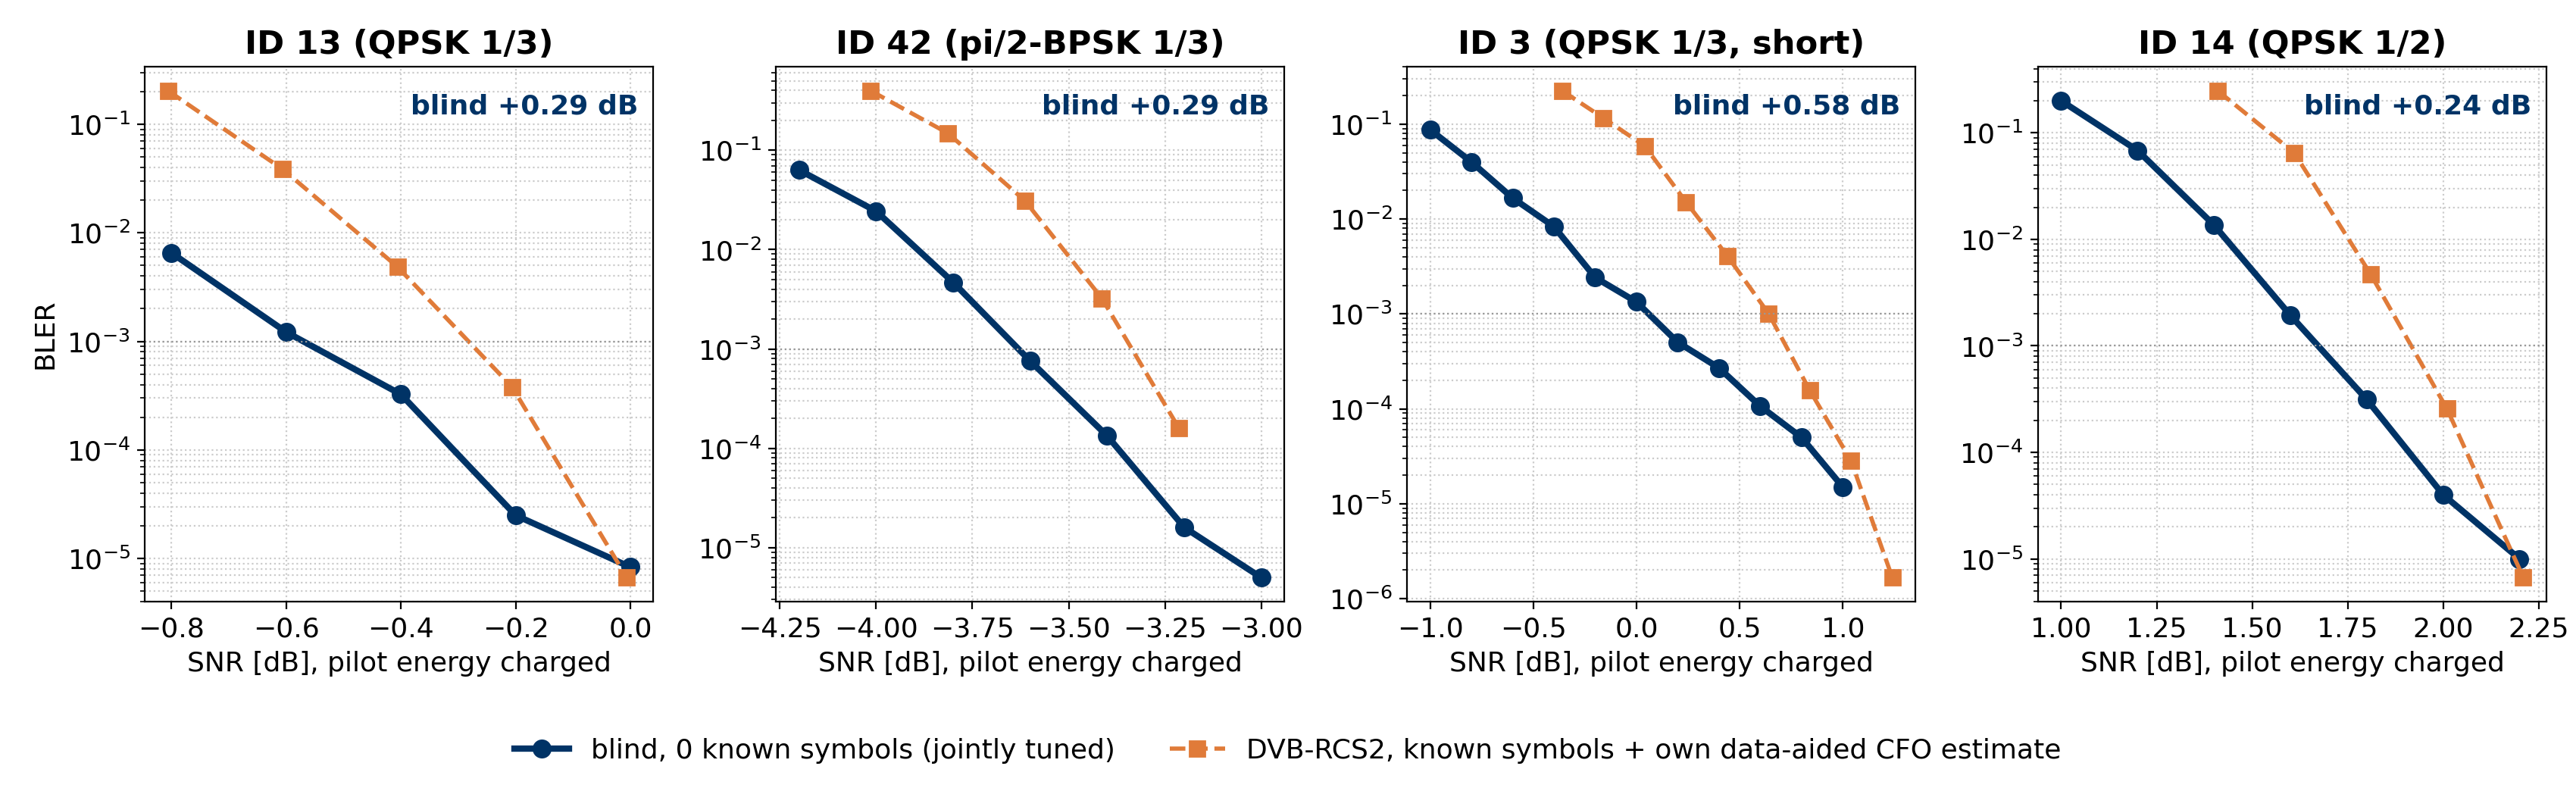 ID 13 (QPSK 1/3)
blind +0.29 dB
BLER
10⁻¹
10⁻²
10⁻³
10⁻⁴
10⁻⁵
−0.8 −0.6 −0.4 −0.2 0.0
SNR [dB], pilot energy charged
ID 42 (pi/2-BPSK 1/3)
blind +0.29 dB
10⁻¹
10⁻²
10⁻³
10⁻⁴
10⁻⁵
−4.25 −4.00 −3.75 −3.50 −3.25 −3.00
SNR [dB], pilot energy charged
ID 3 (QPSK 1/3, short)
blind +0.58 dB
10⁻¹
10⁻²
10⁻³
10⁻⁴
10⁻⁵
10⁻⁶
−1.0 −0.5 0.0 0.5 1.0
SNR [dB], pilot energy charged
ID 14 (QPSK 1/2)
blind +0.24 dB
10⁻¹
10⁻²
10⁻³
10⁻⁴
10⁻⁵
1.00 1.25 1.50 1.75 2.00 2.25
SNR [dB], pilot energy charged
blind, 0 known symbols (jointly tuned)
DVB-RCS2, known symbols + own data-aided CFO estimate